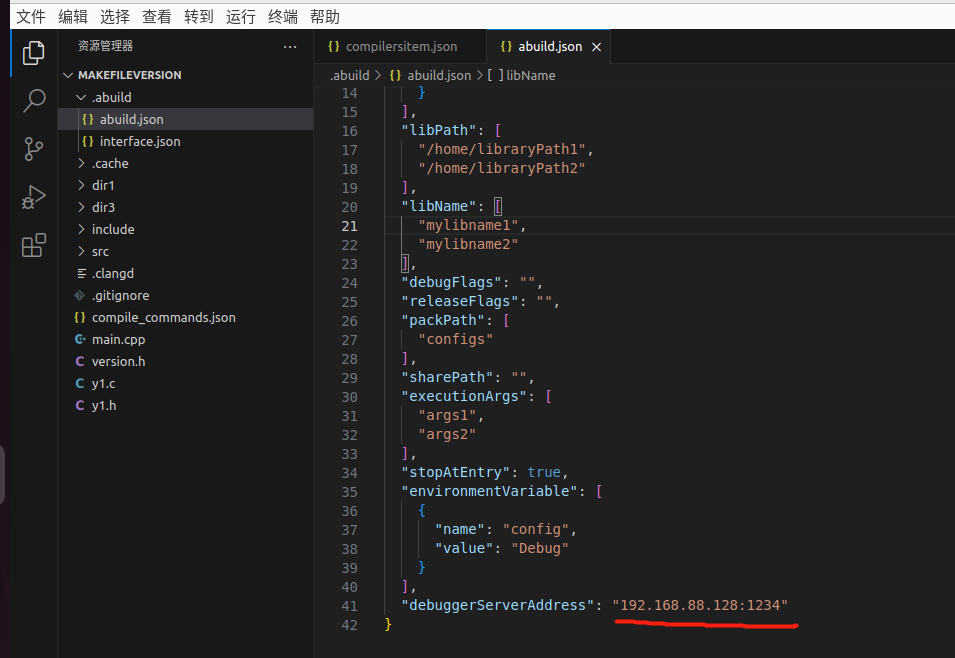 文件 编辑 选择 查看 转到 运行 终端 帮助
资源管理器 ···
MAKEFILEVERSION
.abuild
{} abuild.json
{} interface.json
.cache
dir1
dir3
include
src
.clangd
.gitignore
{} compile_commands.json
main.cpp
C version.h
C y1.c
C y1.h
{} compilersitem.json {} abuild.json ×
.abuild > {} abuild.json > [ ] libName
14 }
15 ],
16 "libPath": [
17 "/home/libraryPath1",
18 "/home/libraryPath2"
19 ],
20 "libName": [
21 "mylibname1",
22 "mylibname2"
23 ],
24 "debugFlags": "",
25 "releaseFlags": "",
26 "packPath": [
27 "configs"
28 ],
29 "sharePath": "",
30 "executionArgs": [
31 "args1",
32 "args2"
33 ],
34 "stopAtEntry": true,
35 "environmentVariable": [
36 {
37 "name": "config",
38 "value": "Debug"
39 }
40 ],
41 "debuggerServerAddress": "192.168.88.128:1234"
42 }